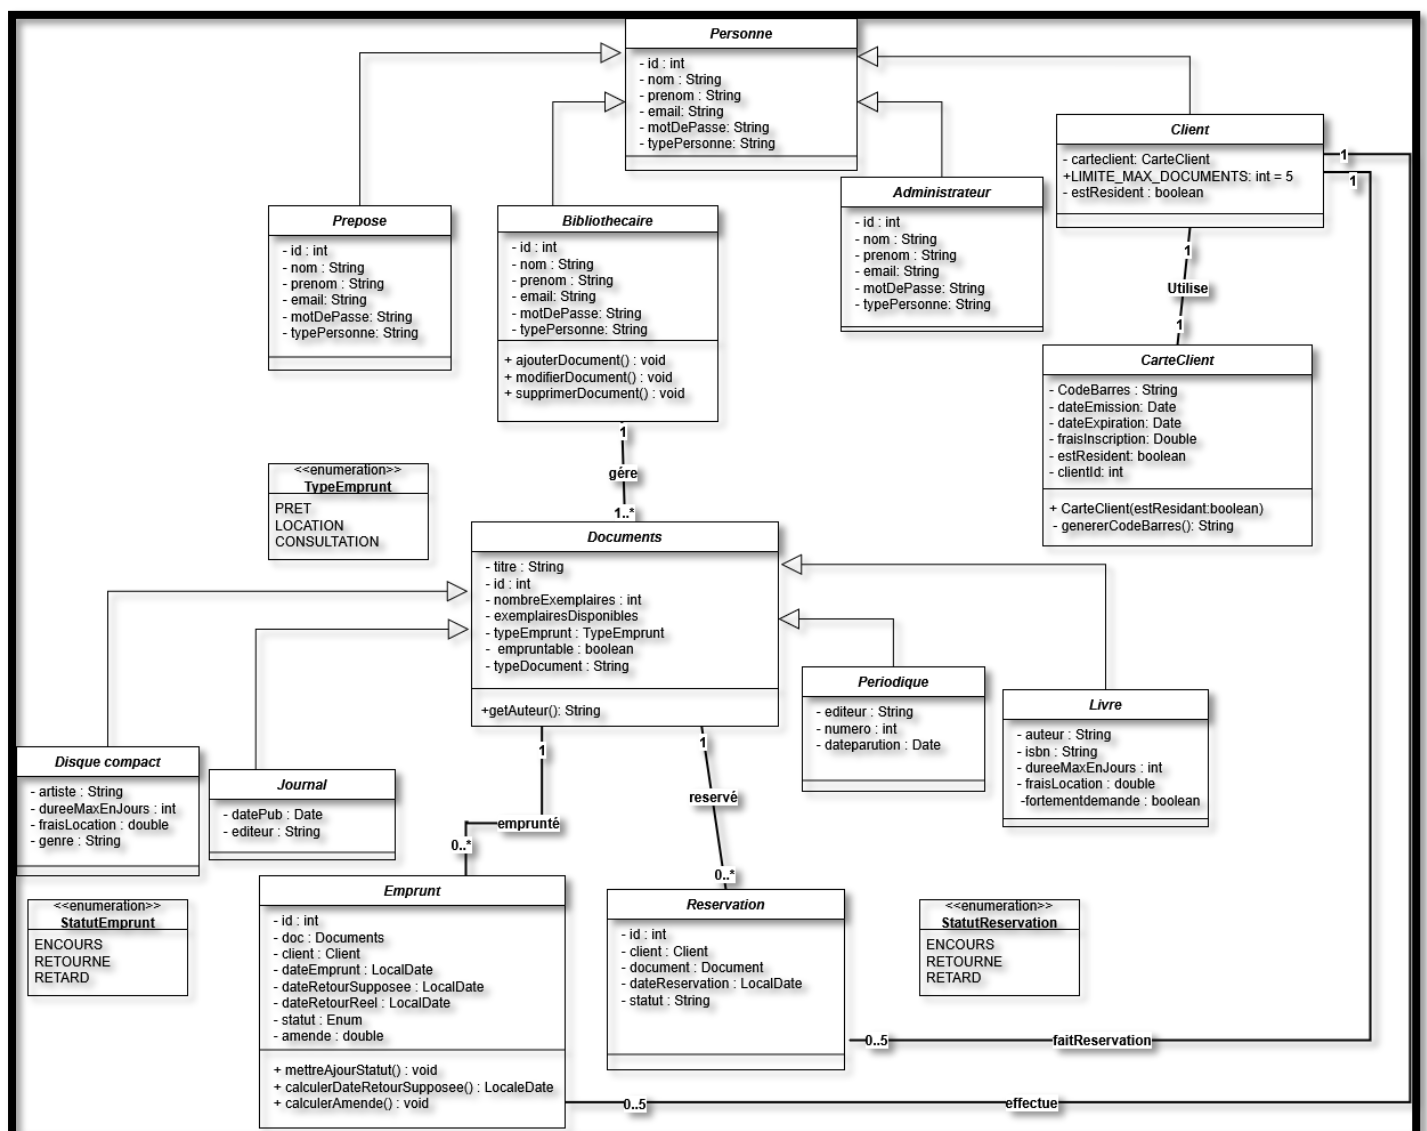 Personne
- id : int
- nom : String
- prenom : String
- email: String
- motDePasse: String
- typePersonne: String
Client
- carteclient: CarteClient
+LIMITE_MAX_DOCUMENTS: int = 5
- estResident : boolean
1
1
Administrateur
- id : int
- nom : String
- prenom : String
- email: String
- motDePasse: String
- typePersonne: String
Prepose
- id : int
- nom : String
- prenom : String
- email: String
- motDePasse: String
- typePersonne: String
Bibliothecaire
- id : int
- nom : String
- prenom : String
- email: String
- motDePasse: String
- typePersonne: String
+ ajouterDocument() : void
+ modifierDocument() : void
+ supprimerDocument() : void
1
Utilise
1
CarteClient
- CodeBarres : String
- dateEmission: Date
- dateExpiration: Date
- fraisInscription: Double
- estResident: boolean
- clientId: int
+ CarteClient(estResidant:boolean)
- genererCodeBarres(): String
1
gére
1..*
<<enumeration>>
TypeEmprunt
PRET
LOCATION
CONSULTATION
Documents
- titre : String
- id : int
- nombreExemplaires : int
- exemplairesDisponibles
- typeEmprunt : TypeEmprunt
- empruntable : boolean
- typeDocument : String
+getAuteur(): String
Periodique
- editeur : String
- numero : int
- dateparution : Date
Livre
- auteur : String
- isbn : String
- dureeMaxEnJours : int
- fraisLocation : double
-fortementdemande : boolean
Disque compact
- artiste : String
- dureeMaxEnJours : int
- fraisLocation : double
- genre : String
Journal
- datePub : Date
- editeur : String
1
emprunté
0..*
1
reservé
0..*
<<enumeration>>
StatutEmprunt
ENCOURS
RETOURNE
RETARD
Emprunt
- id : int
- doc : Documents
- client : Client
- dateEmprunt : LocalDate
- dateRetourSupposee : LocalDate
- dateRetourReel : LocalDate
- statut : Enum
- amende : double
+ mettreAjourStatut() : void
+ calculerDateRetourSupposee() : LocaleDate
+ calculerAmende() : void
Reservation
- id : int
- client : Client
- document : Document
- dateReservation : LocalDate
- statut : String
<<enumeration>>
StatutReservation
ENCOURS
RETOURNE
RETARD
0..5
faitReservation
0..5
effectue